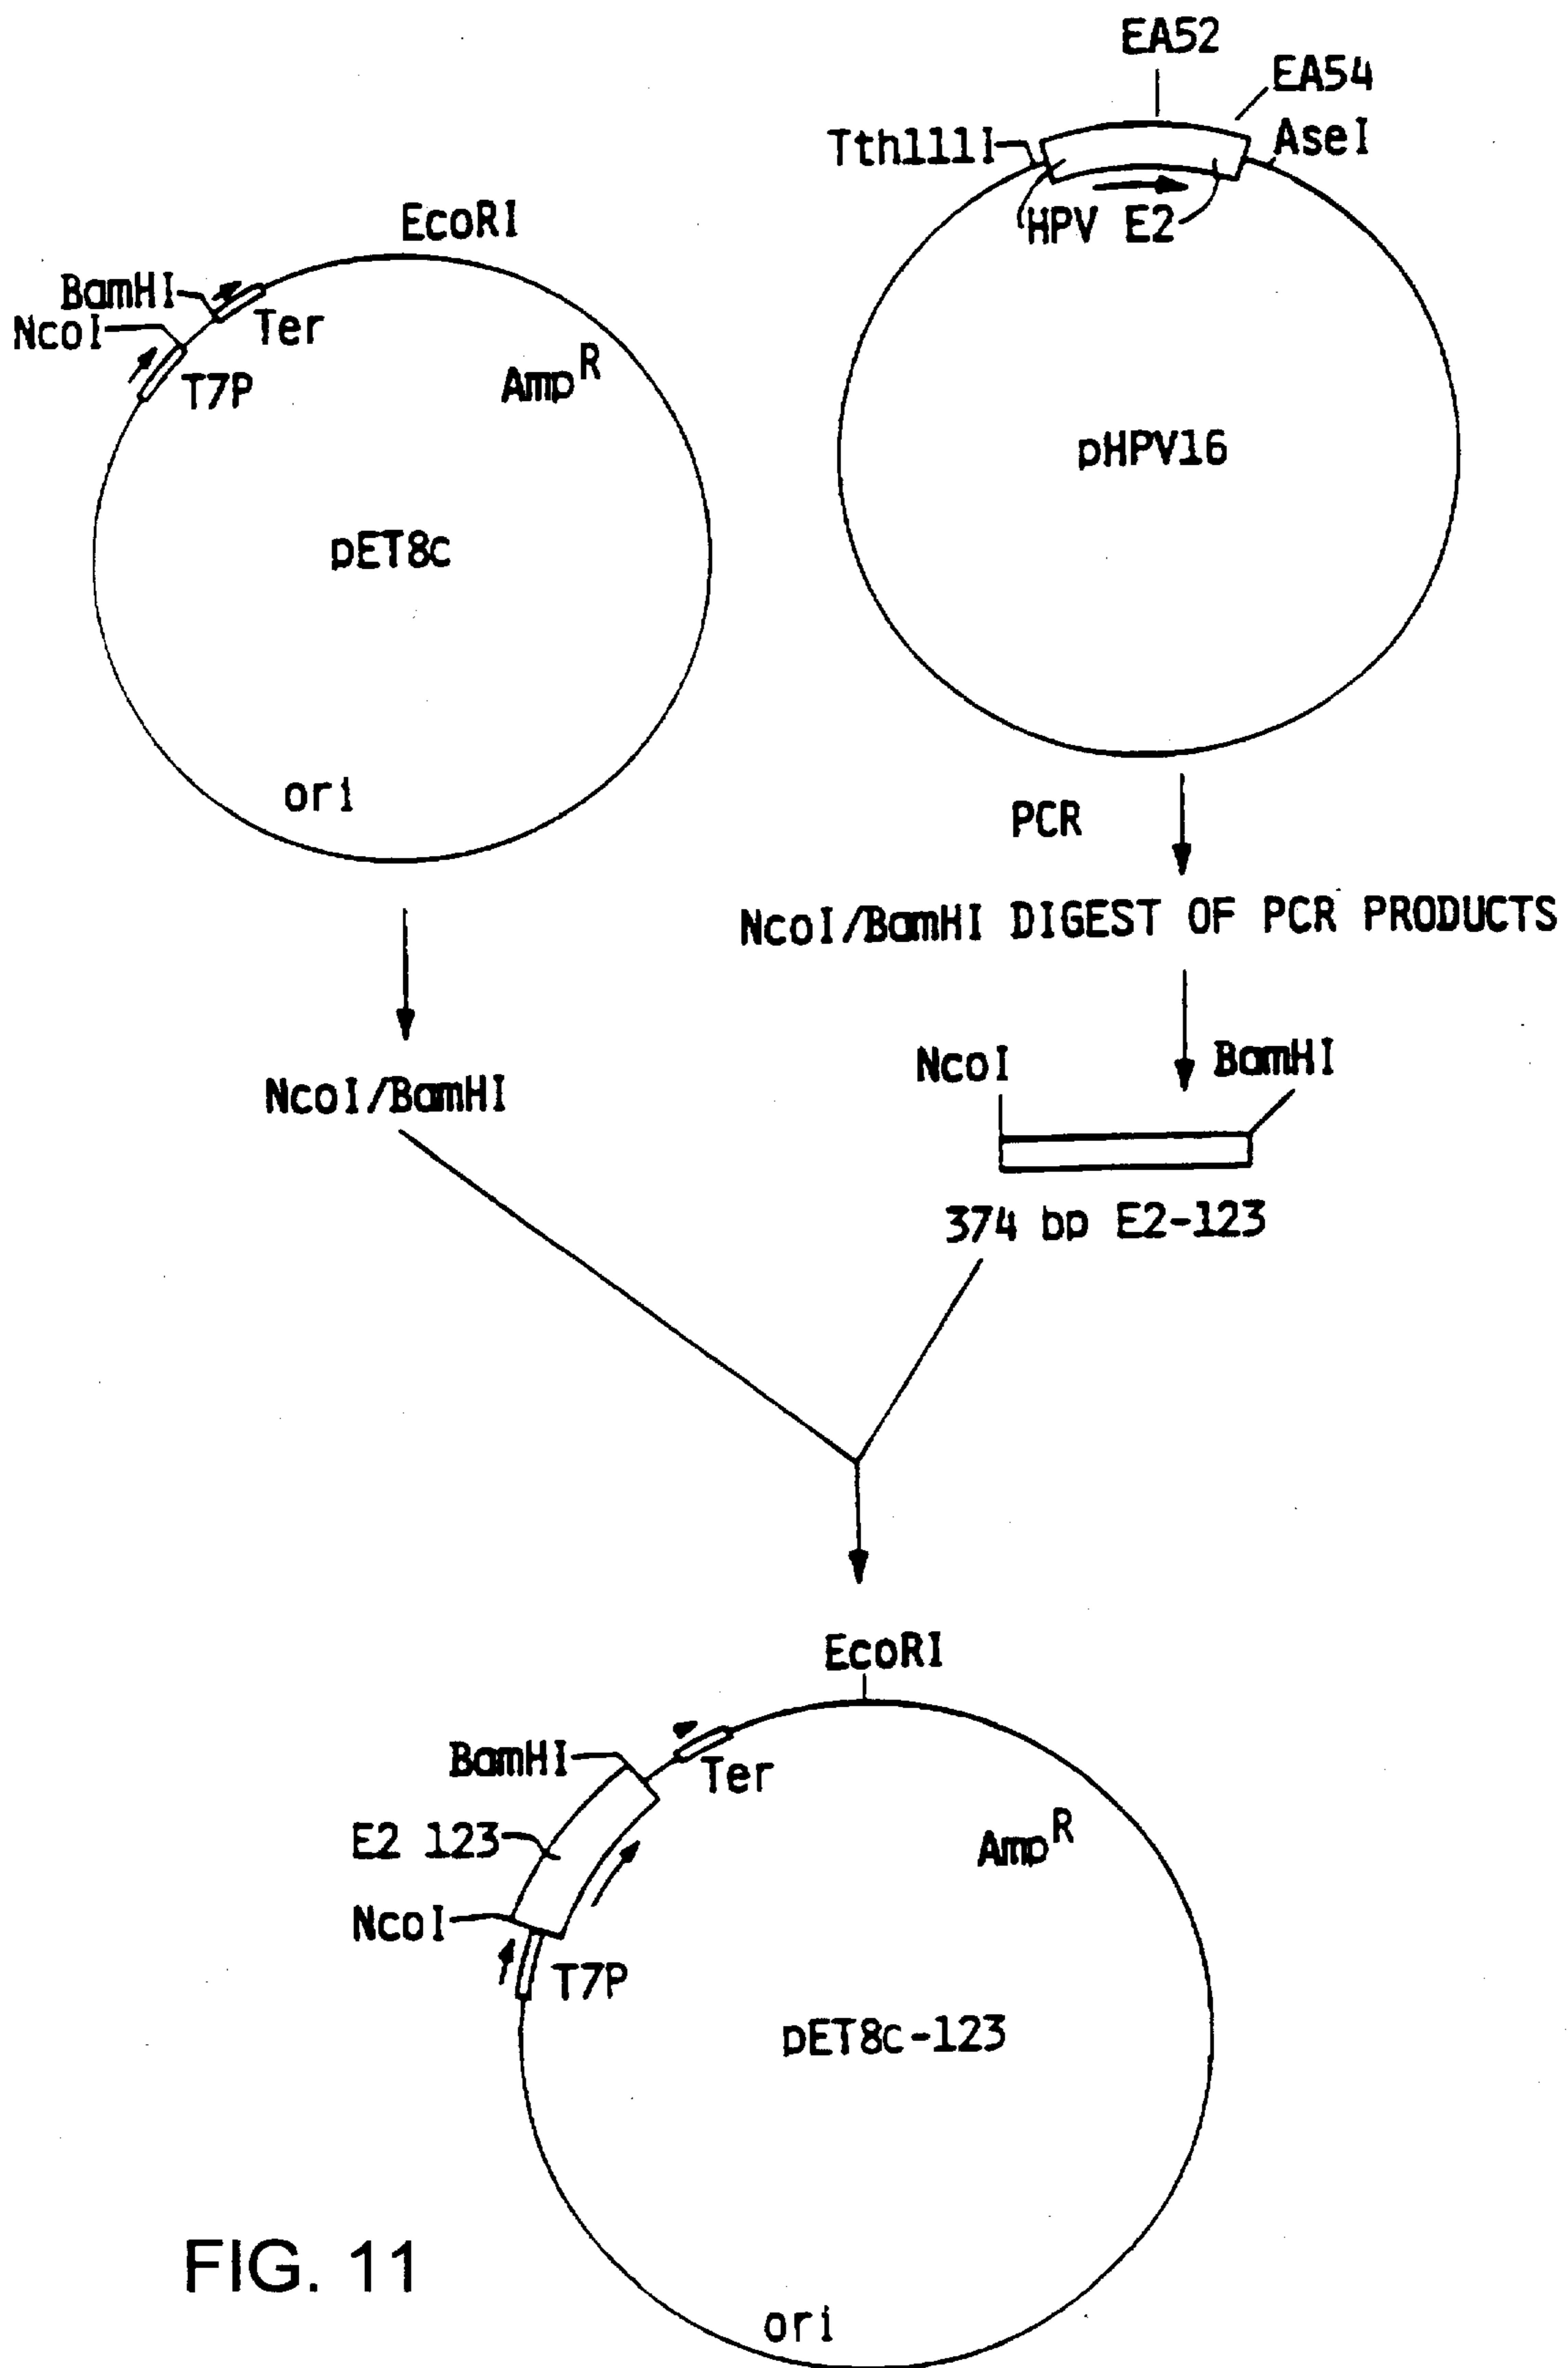 EA52
EA54
Tth111I
AseI
HPV E2
pHPV16
EcoRI
BamHI
NcoI
Ter
T7P
Amp^R
pET8c
ori
PCR
NcoI/BamHI DIGEST OF PCR PRODUCTS
NcoI/BamHI
NcoI
BamHI
374 bp E2-123
EcoRI
BamHI
Ter
E2 123
Amp^R
NcoI
T7P
pET8c-123
ori
FIG. 11